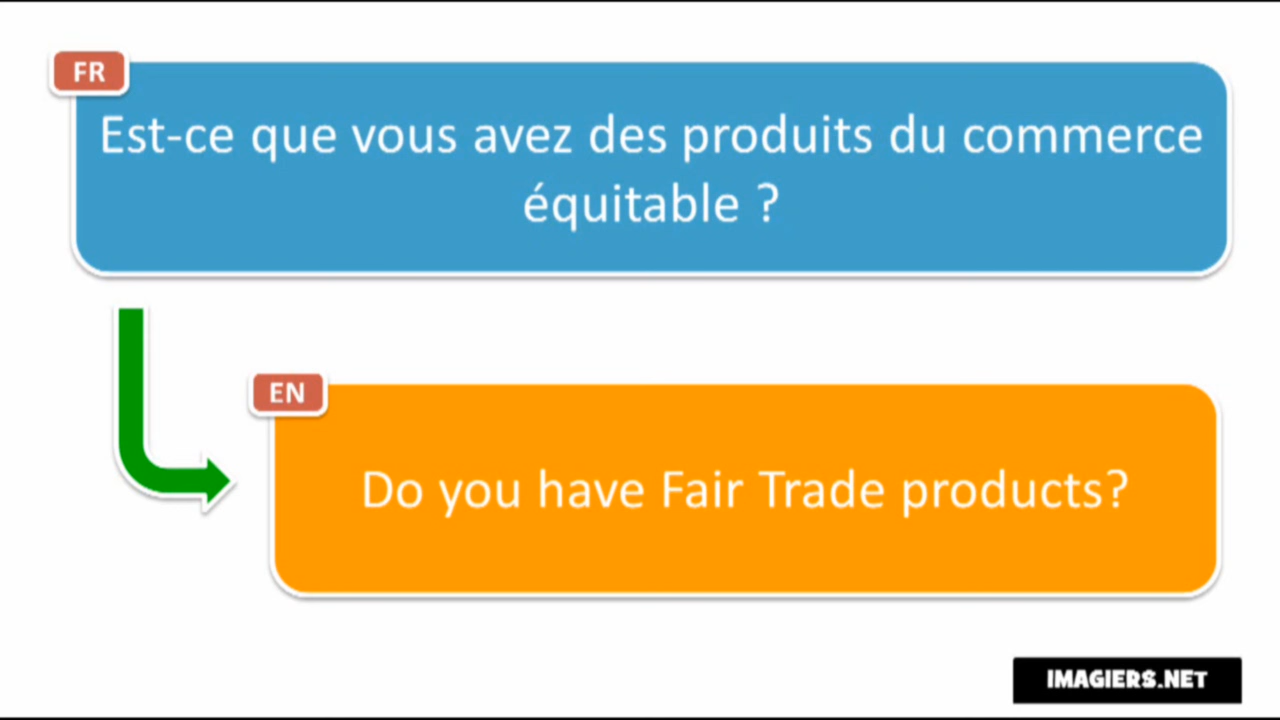 FR
Est-ce que vous avez des produits du commerce
équitable ?
EN
Do you have Fair Trade products?
IMAGIERS.NET